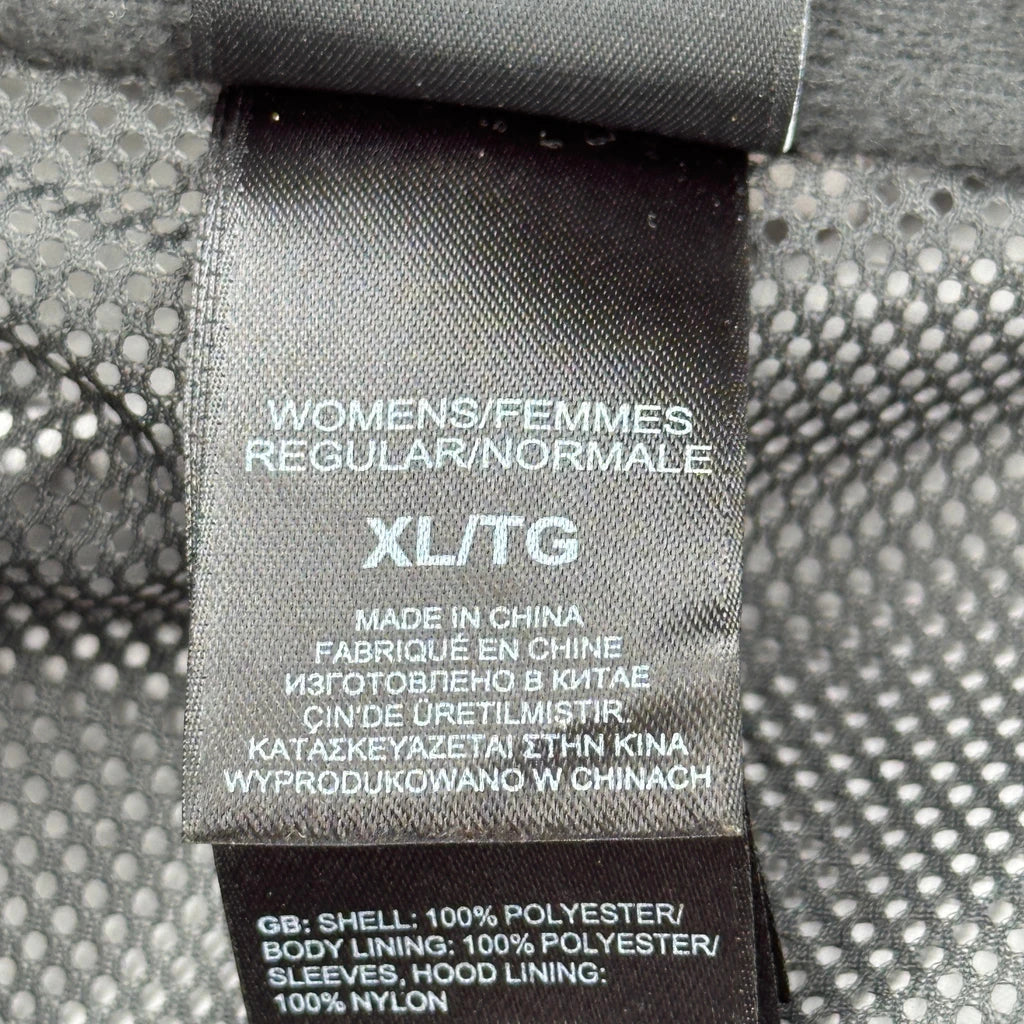 WOMENS/FEMMES
REGULAR/NORMALE
XL/TG
MADE IN CHINA
FABRIQUÉ EN CHINE
ИЗГОТОВЛЕНО В КИТАЕ
ÇIN'DE ÜRETILMISTIR.
ΚΑΤΑΣΚΕΥΆΖΕΤΑΙ ΣΤΗΝ ΚΙΝΑ
WYPRODUKOWANO W CHINACH
GB: SHELL: 100% POLYESTER/
BODY LINING: 100% POLYESTER/
SLEEVES, HOOD LINING:
100% NYLON